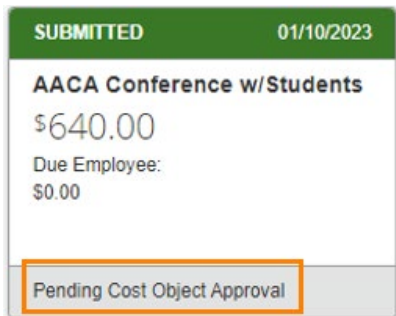 SUBMITTED 01/10/2023
AACA Conference w/Students
$640.00
Due Employee:
$0.00
Pending Cost Object Approval